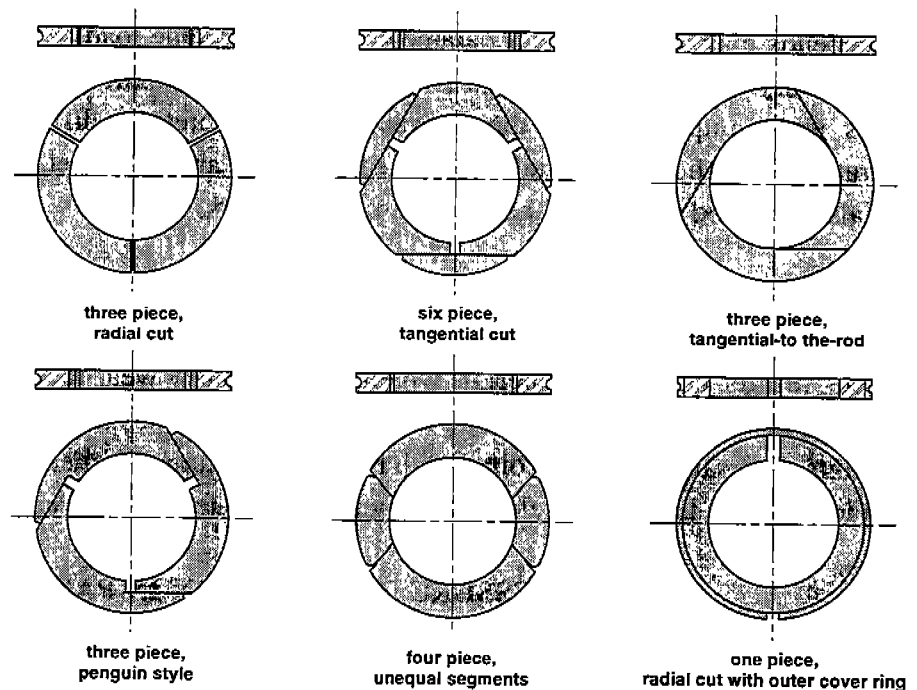 three piece,
radial cut
six piece,
tangential cut
three piece,
tangential-to the-rod
three piece,
penguin style
four piece,
unequal segments
one piece,
radial cut with outer cover ring